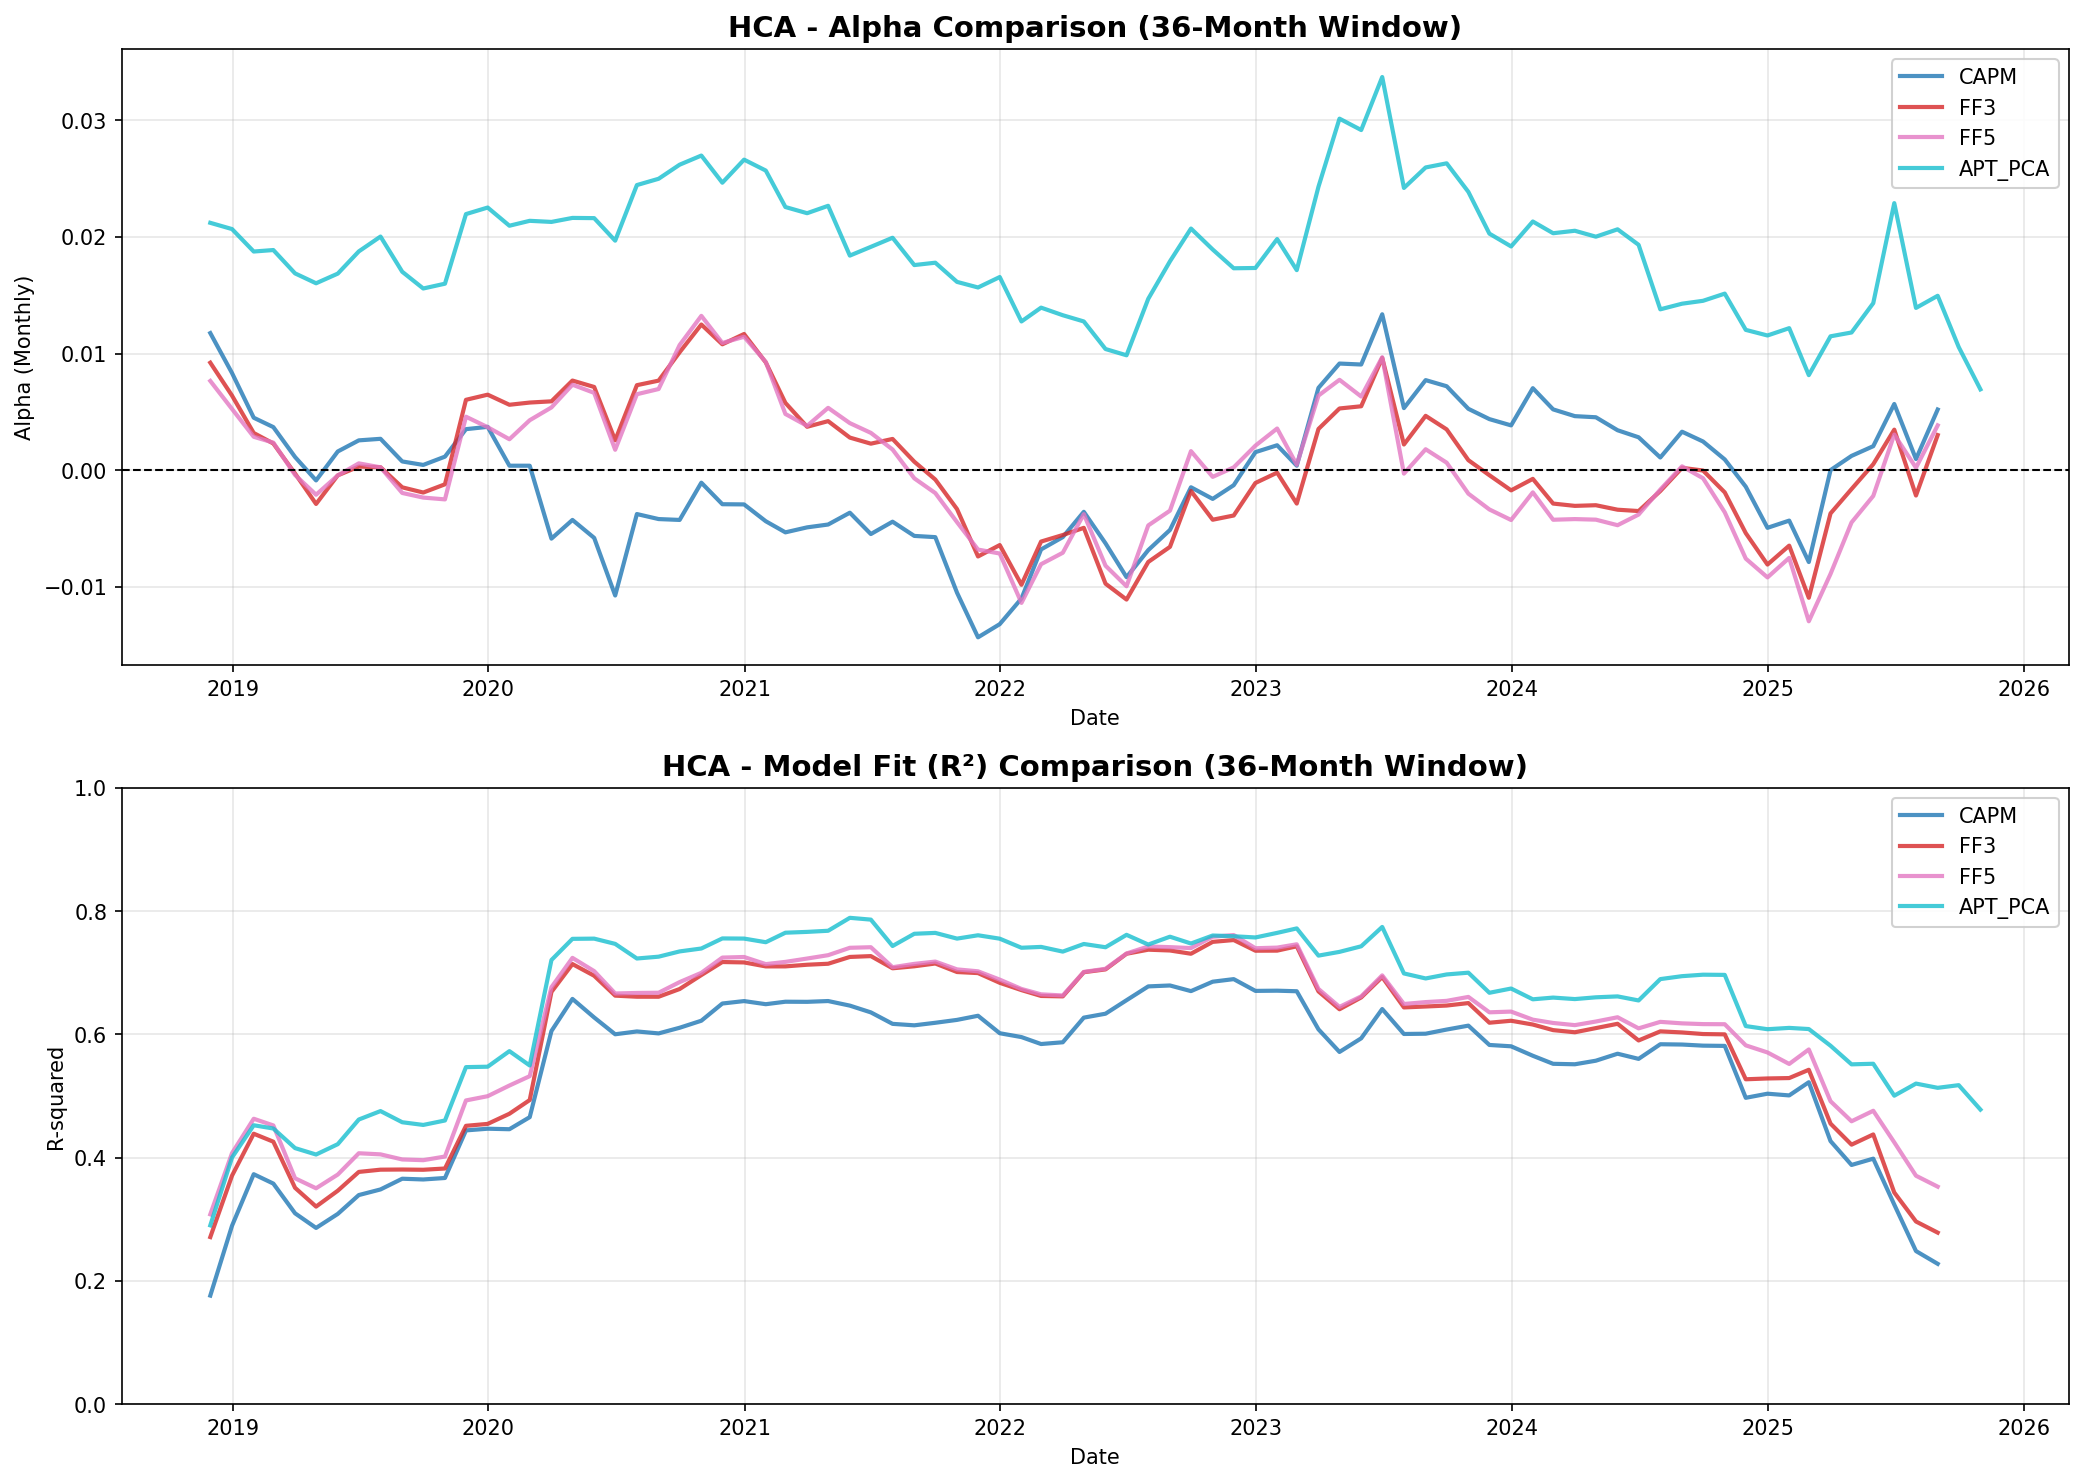 HCA - Alpha Comparison (36-Month Window)
Alpha (Monthly)
0.03
0.02
0.01
0.00
−0.01
CAPM
FF3
FF5
APT_PCA
2019 2020 2021 2022 2023 2024 2025 2026
Date
HCA - Model Fit (R²) Comparison (36-Month Window)
R-squared
1.0
0.8
0.6
0.4
0.2
0.0
CAPM
FF3
FF5
APT_PCA
2019 2020 2021 2022 2023 2024 2025 2026
Date